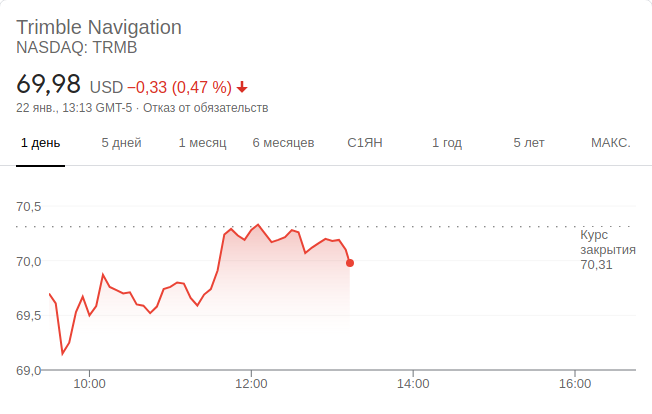 Trimble Navigation
NASDAQ: TRMB
69,98 USD −0,33 (0,47 %)
22 янв., 13:13 GMT-5 · Отказ от обязательств
1 день 5 дней 1 месяц 6 месяцев С1ЯН 1 год 5 лет МАКС.
70,5
Курс
закрытия
70,31
70,0
69,5
69,0
10:00 12:00 14:00 16:00